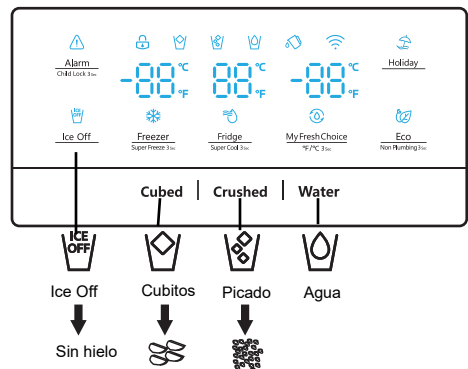 Alarm
Child Lock 3Sec
-88 °C °F
88 °C °F
-88 °C °F
Holiday
ICE OFF
Ice Off
Freezer
Super Freeze 3Sec
Fridge
Super Cool 3Sec
My Fresh Choice
°F/°C 3Sec
Eco
Non Plumbing 3Sec
Cubed | Crushed | Water
ICE
OFF
Ice Off
Cubitos
Picado
Agua
Sin hielo